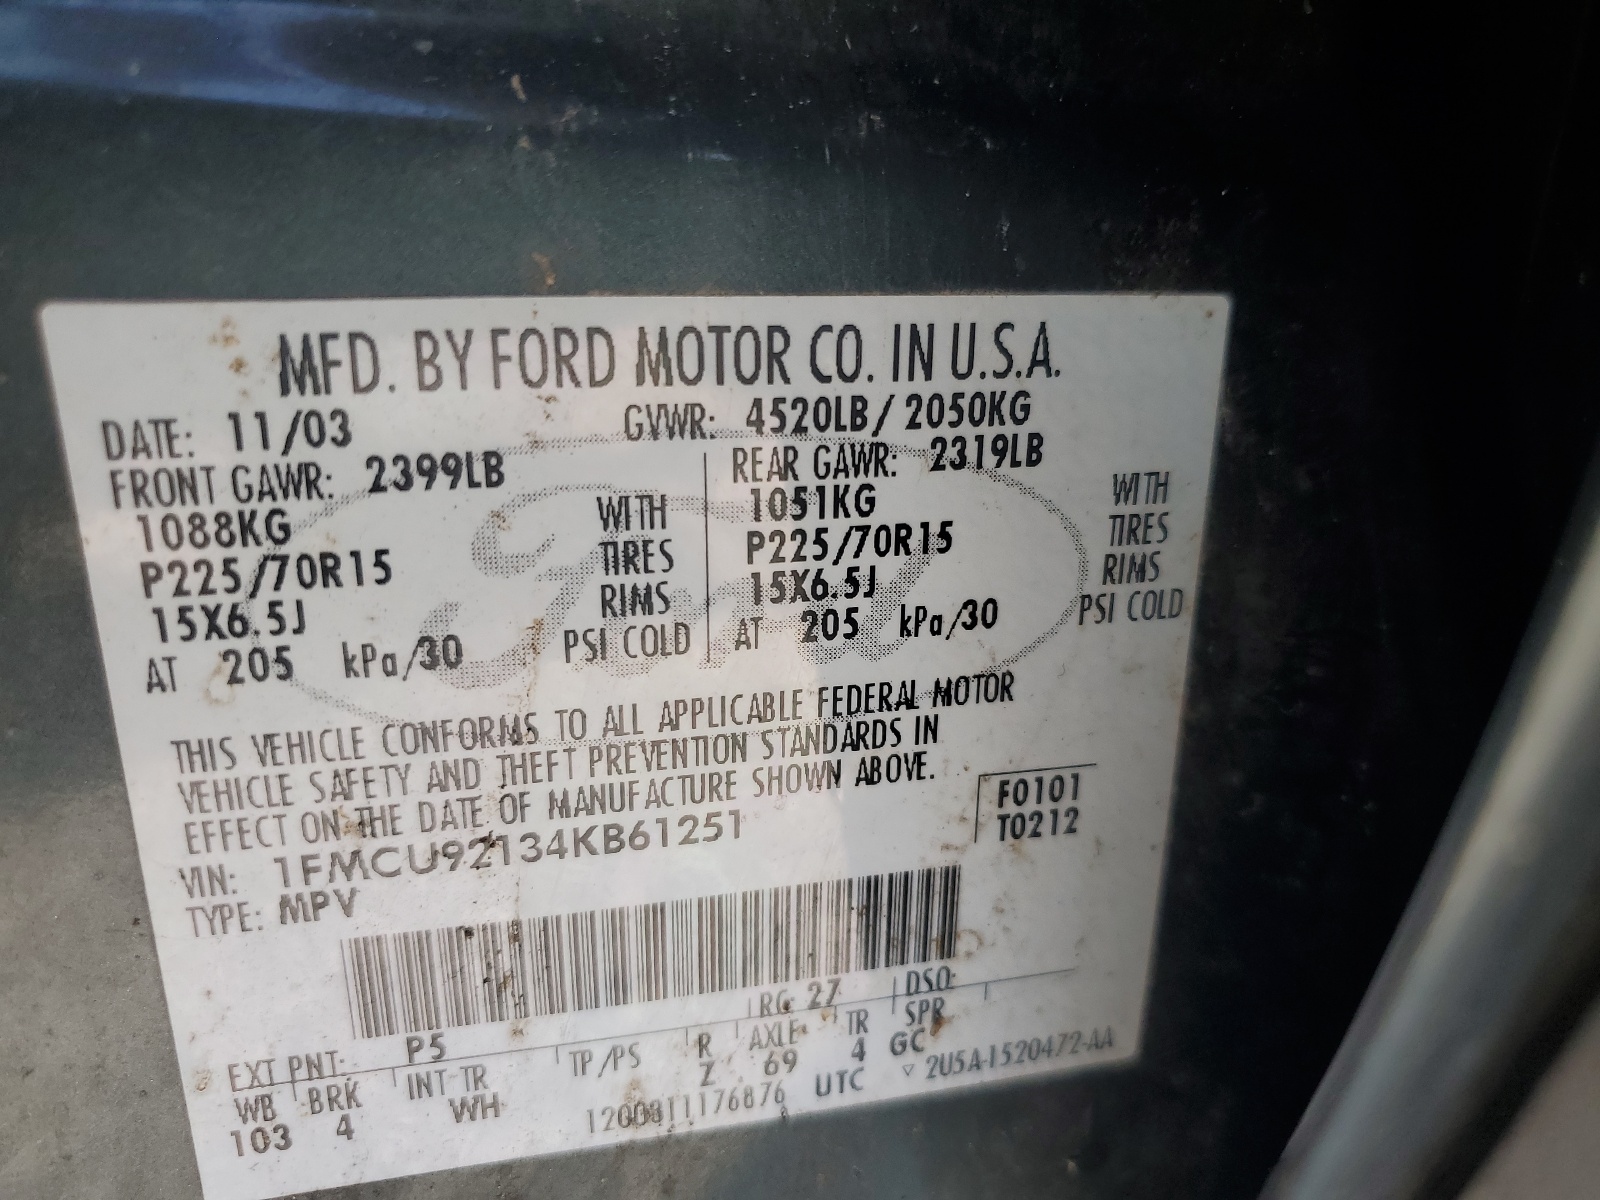 MFD. BY FORD MOTOR CO. IN U.S.A.
DATE: 11/03 GVWR: 4520LB/ 2050KG
FRONT GAWR: 2399LB REAR GAWR: 2319LB
1088KG WITH 1051KG WITH
P225/70R15 TIRES P225/70R15 TIRES
15X6.5J RIMS 15X6.5J RIMS
AT 205 kPa/30 PSI COLD AT 205 kPa/30 PSI COLD
Ford
THIS VEHICLE CONFORMS TO ALL APPLICABLE FEDERAL MOTOR
VEHICLE SAFETY AND THEFT PREVENTION STANDARDS IN
EFFECT ON THE DATE OF MANUFACTURE SHOWN ABOVE.
F0101
T0212
VIN: 1FMCU92134KB61251
TYPE: MPV
EXT PNT: P5 RC: 27 DSO:
WB BRK INT TR TP/PS R AXLE TR SPR
103 4 WH Z 69 4 GC
1200311176876 UTC ▽ 2U5A-1520472-AA